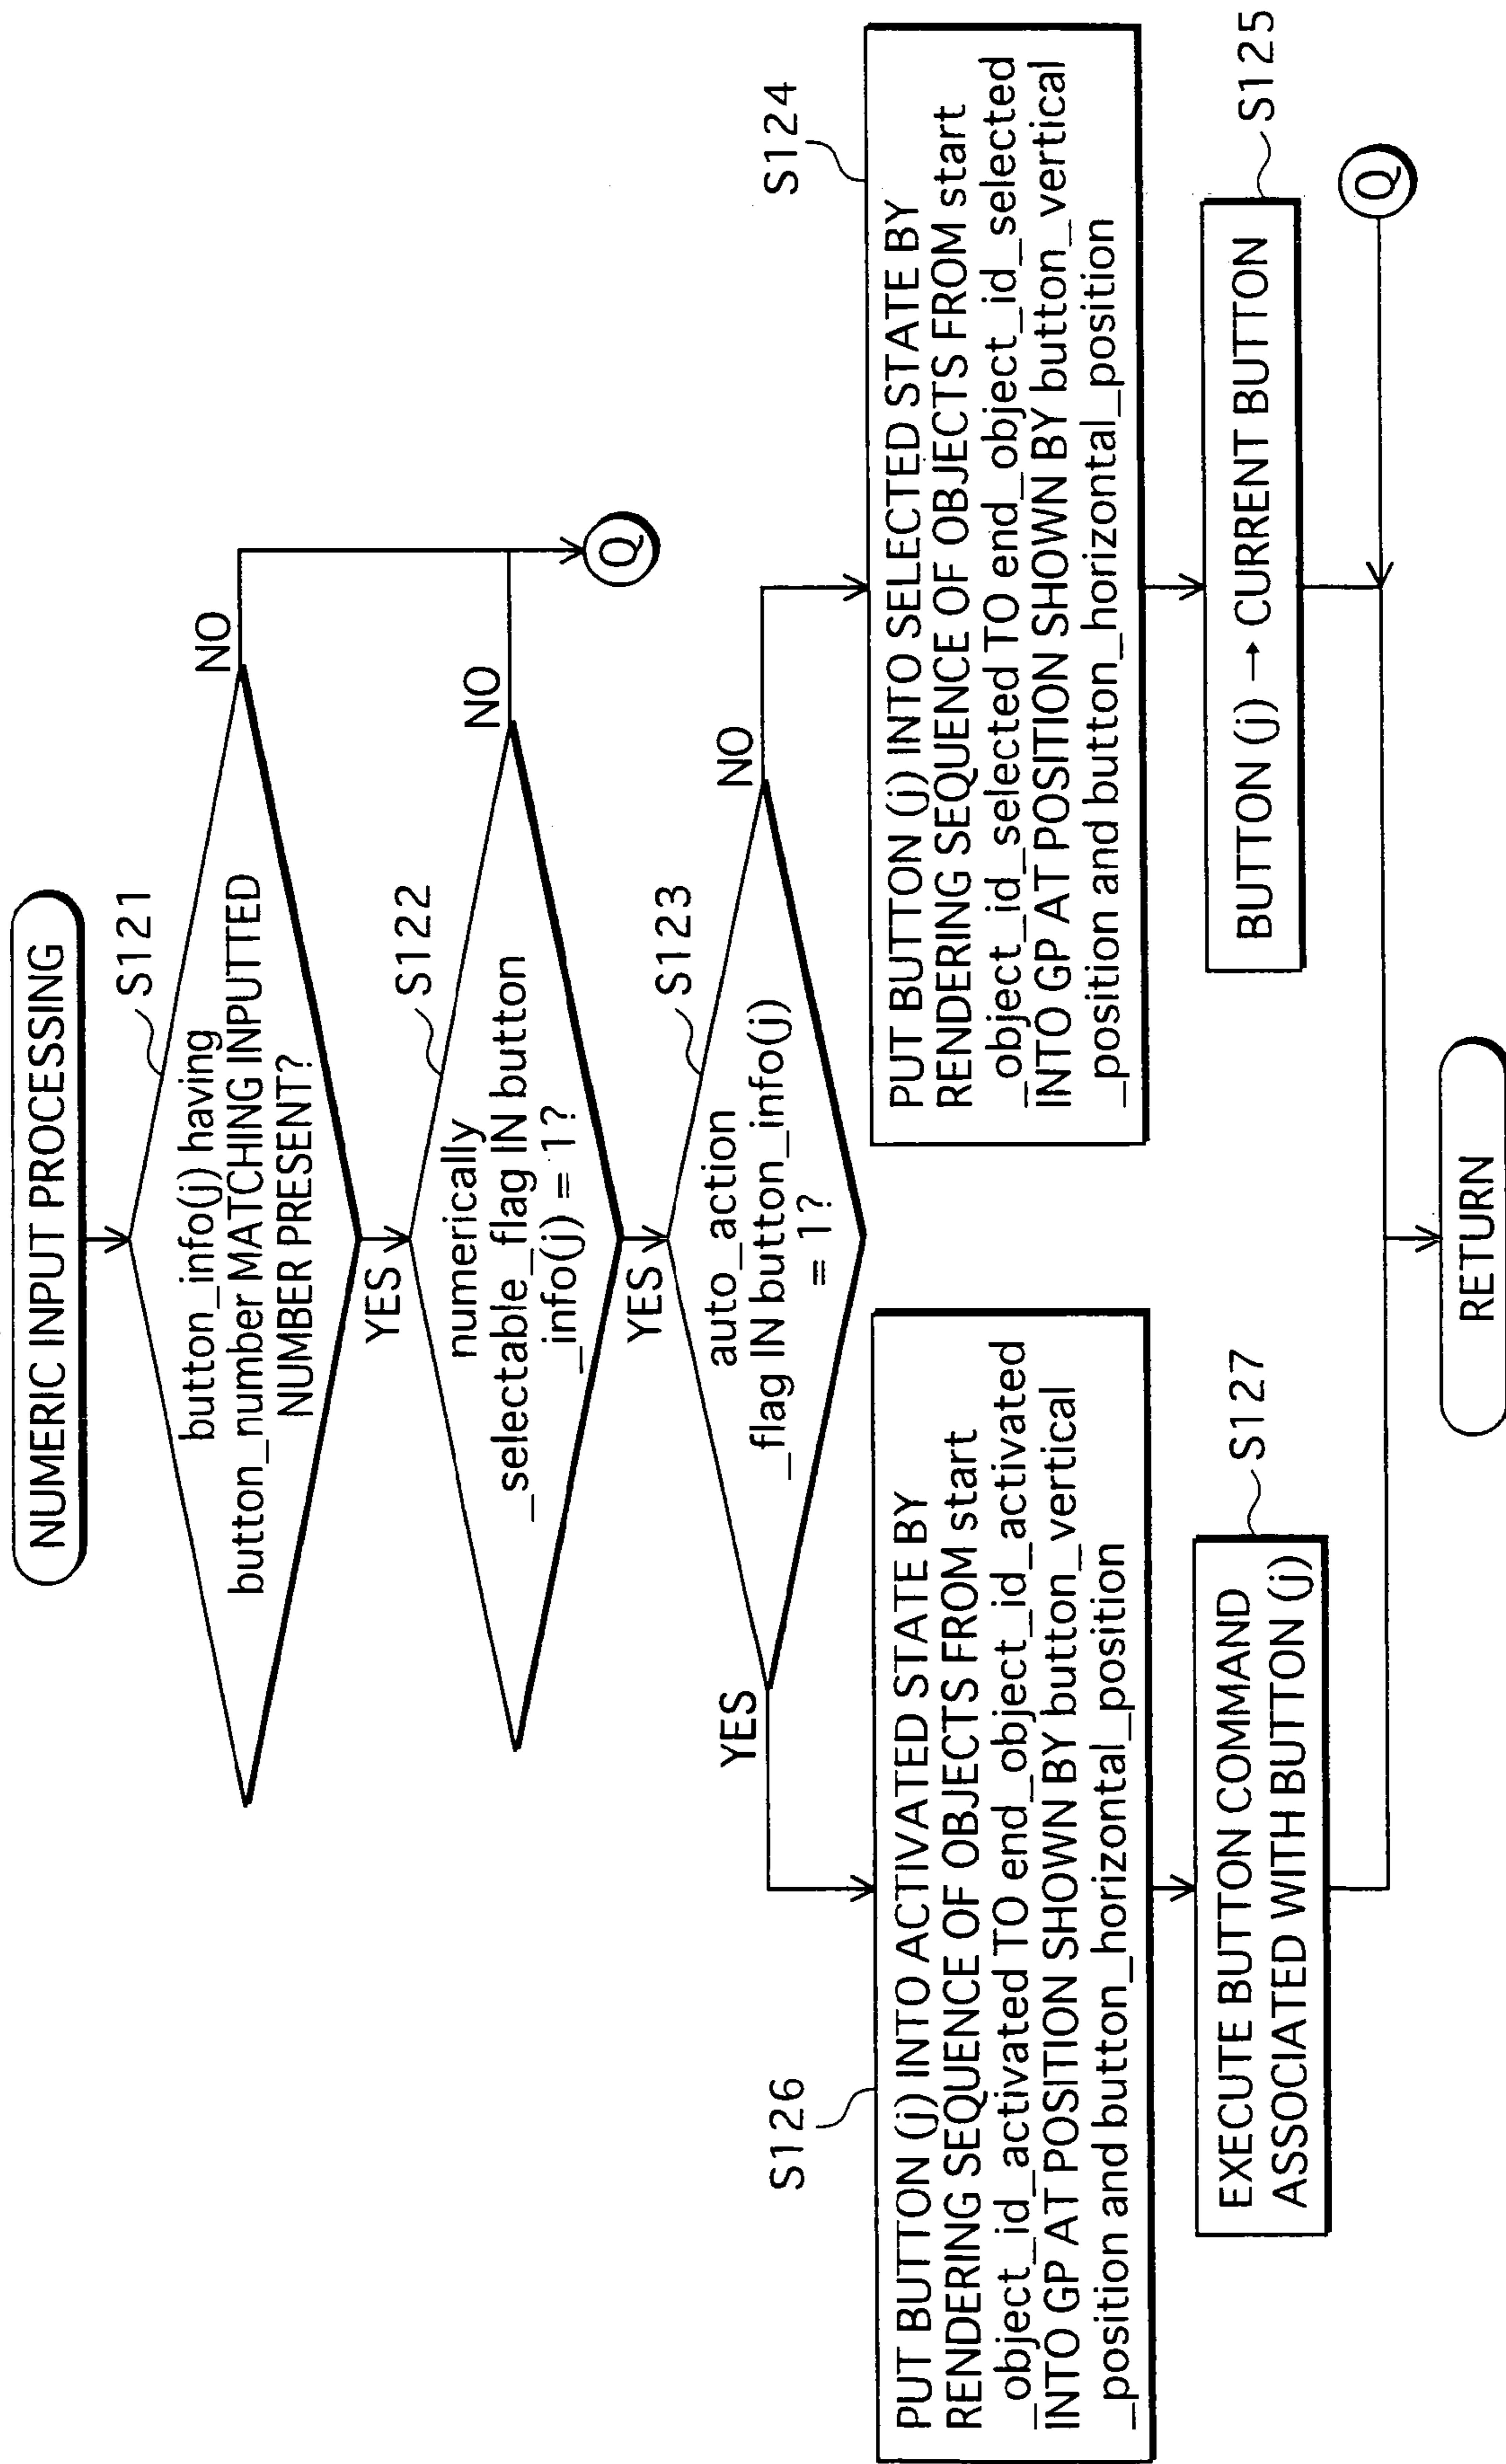 NUMERIC INPUT PROCESSING
S121
button_info(j) having
button_number MATCHING INPUTTED
NUMBER PRESENT?
NO
YES
S122
numerically
_selectable_flag IN button
_info(j) = 1?
NO
Q
YES
S123
auto_action
_flag IN button_info(j)
= 1?
YES
NO
S126
PUT BUTTON (j) INTO ACTIVATED STATE BY
RENDERING SEQUENCE OF OBJECTS FROM start
_object_id_activated TO end_object_id_activated
INTO GP AT POSITION SHOWN BY button_vertical
_position and button_horizontal_position
S124
PUT BUTTON (j) INTO SELECTED STATE BY
RENDERING SEQUENCE OF OBJECTS FROM start
_object_id_selected TO end_object_id_selected
INTO GP AT POSITION SHOWN BY button_vertical
_position and button_horizontal_position
S127
EXECUTE BUTTON COMMAND
ASSOCIATED WITH BUTTON (j)
S125
BUTTON (j) → CURRENT BUTTON
Q
RETURN